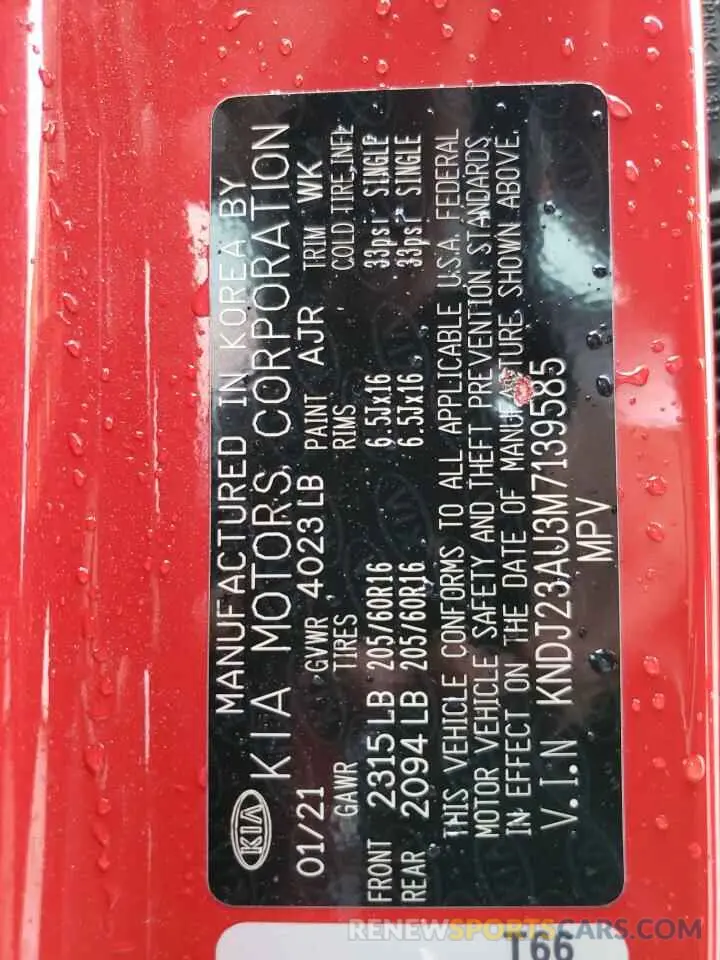 MANUFACTURED IN KOREA BY
KIA KIA MOTORS CORPORATION
01/21 GVWR 4023 LB PAINT AJR TRIM WK
GAWR TIRES RIMS COLD TIRE INFL
FRONT 2315 LB 205/60R16 6.5Jx16 33psi SINGLE
REAR 2094 LB 205/60R16 6.5Jx16 33psi SINGLE
THIS VEHICLE CONFORMS TO ALL APPLICABLE U.S.A. FEDERAL
MOTOR VEHICLE SAFETY AND THEFT PREVENTION STANDARDS
IN EFFECT ON THE DATE OF MANUFACTURE SHOWN ABOVE.
V.I.N KNDJ23AU3M7139585
MPV
T66
RENEWSPORTSCARS.COM